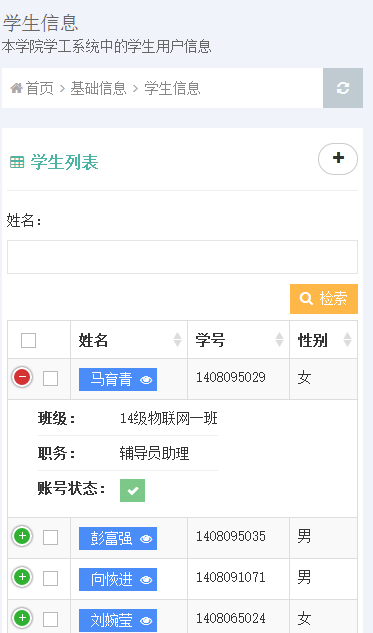 学生信息
本学院学工系统中的学生用户信息
首页 > 基础信息 > 学生信息
学生列表
姓名：
检索
姓名 学号 性别
马育青 1408095029 女
班级： 14级物联网一班
职务： 辅导员助理
账号状态：
彭富强 1408095035 男
向恢进 1408091071 男
刘婉莹 1408065024 女